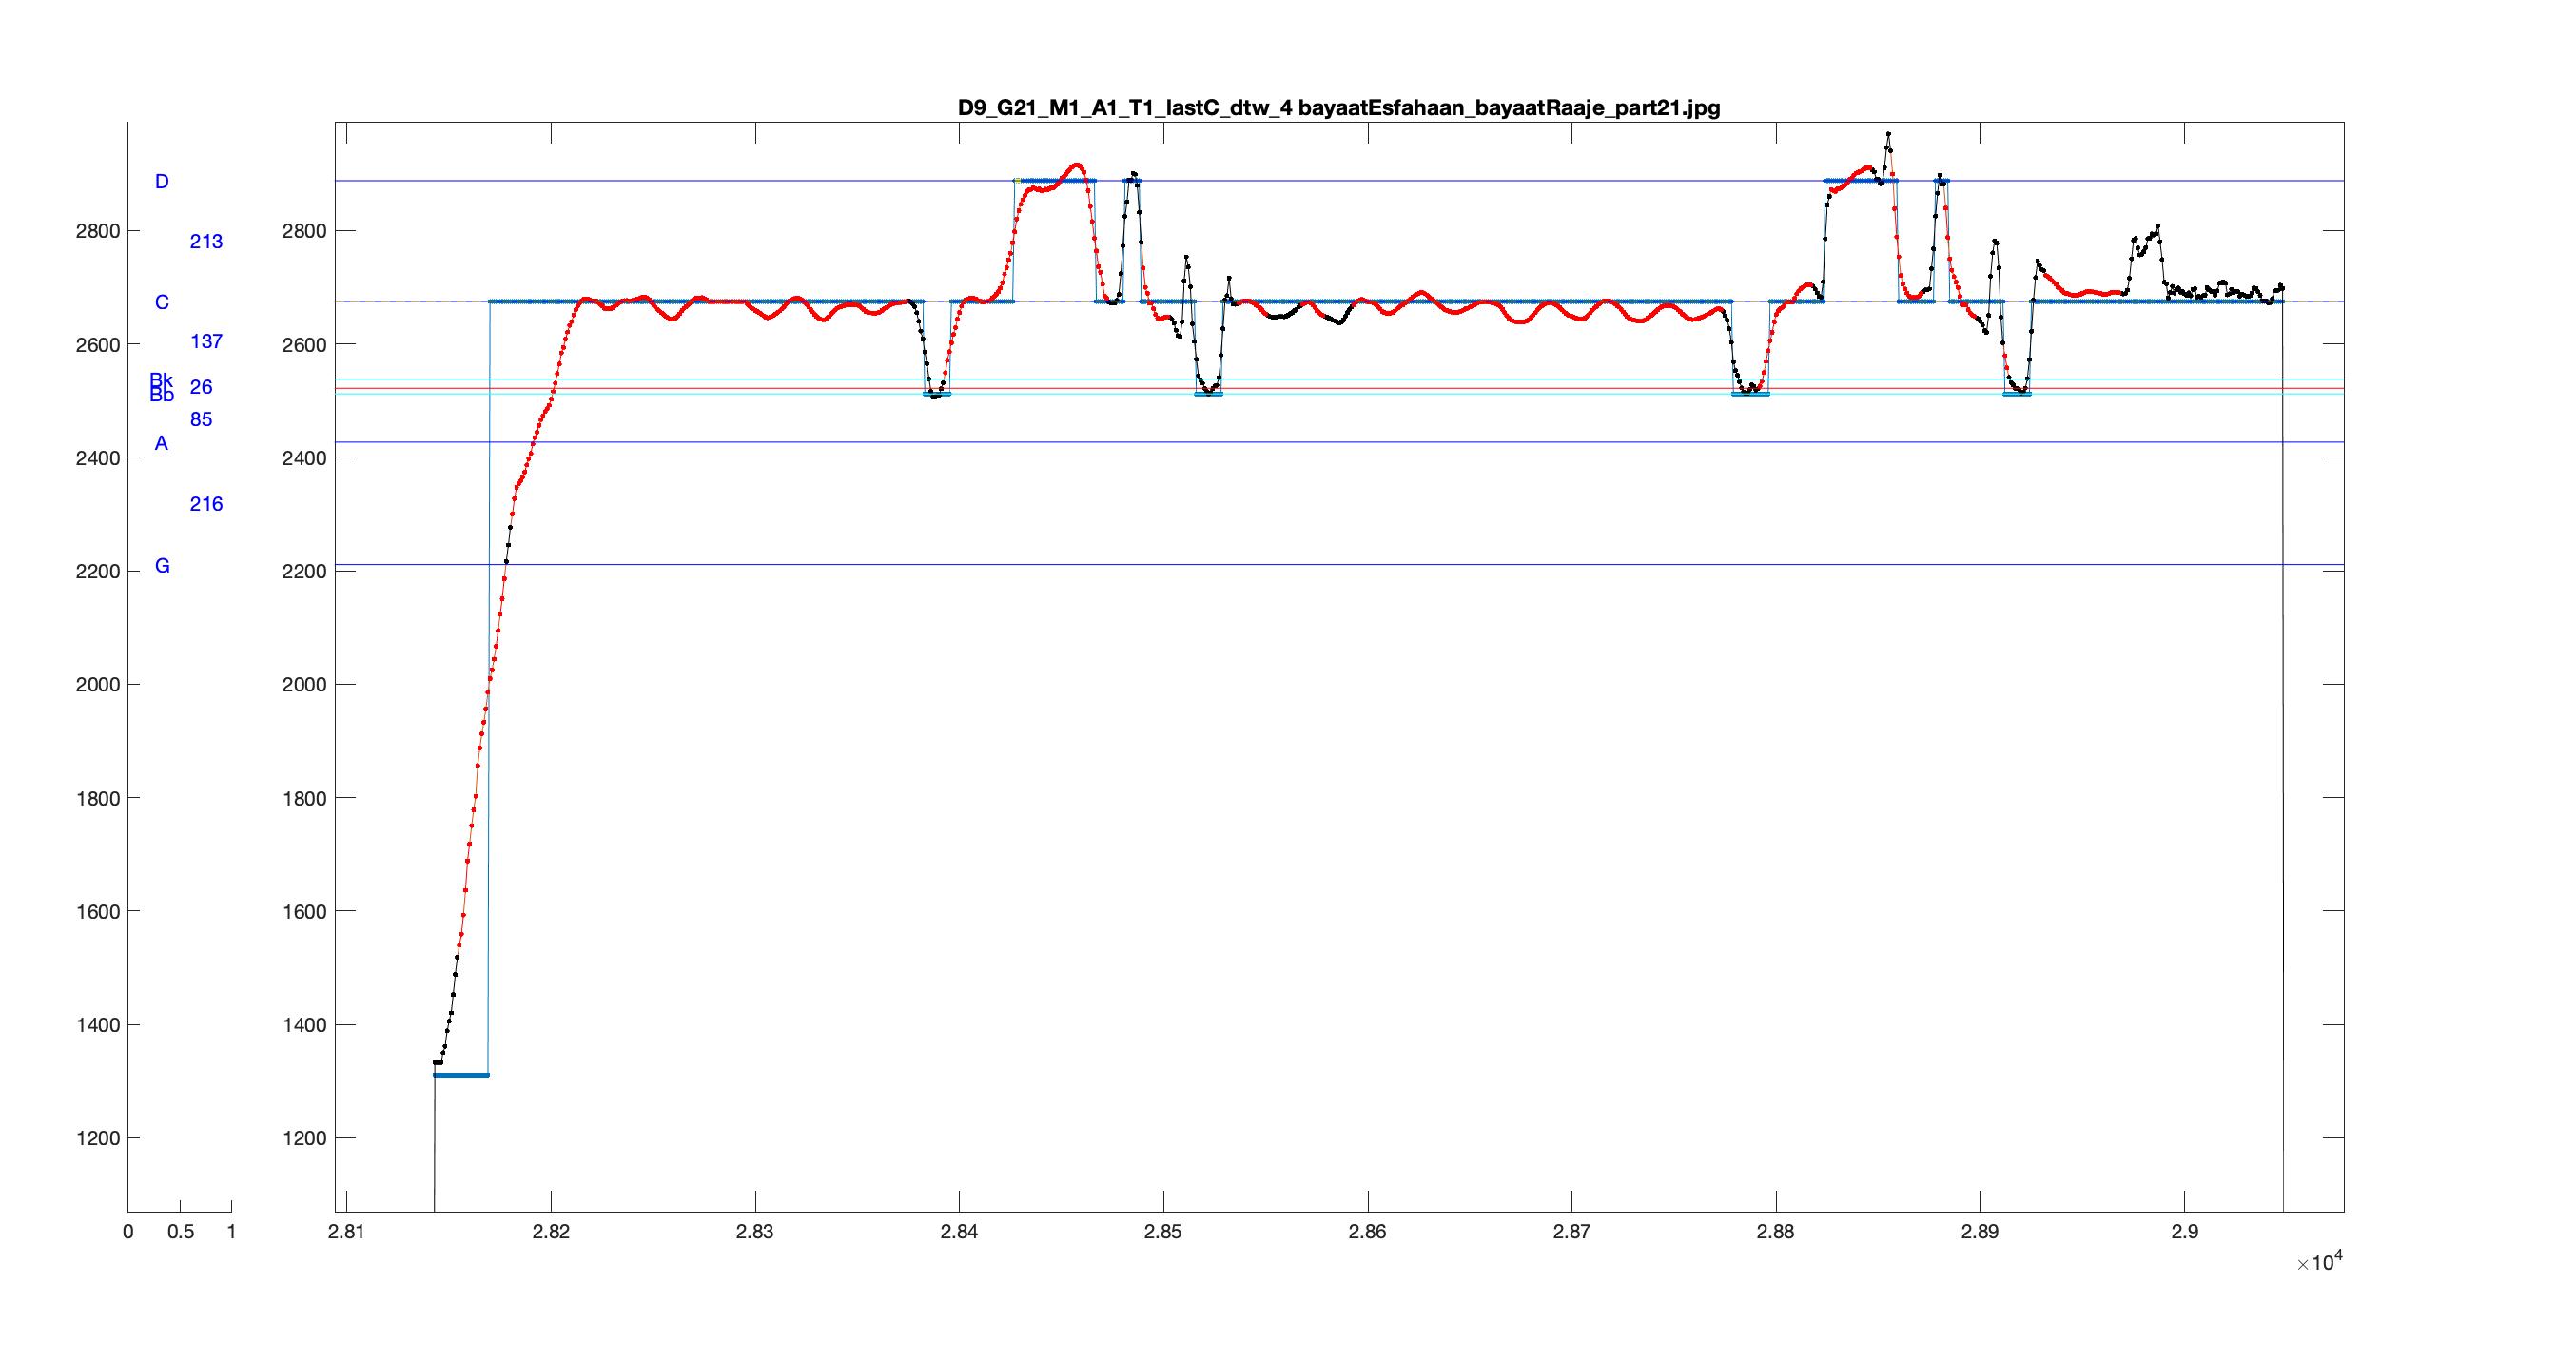 D9_G21_M1_A1_T1_lastC_dtw_4 bayaatEsfahaan_bayaatRaaje_part21.jpg
D
2800 213 2800
C
2600 137 2600
Bk 26
Bb
85
A
2400 2400
216
G
2200 2200
2000 2000
1800 1800
1600 1600
1400 1400
1200 1200
0 0.5 1 2.81 2.82 2.83 2.84 2.85 2.86 2.87 2.88 2.89 2.9
×10^4